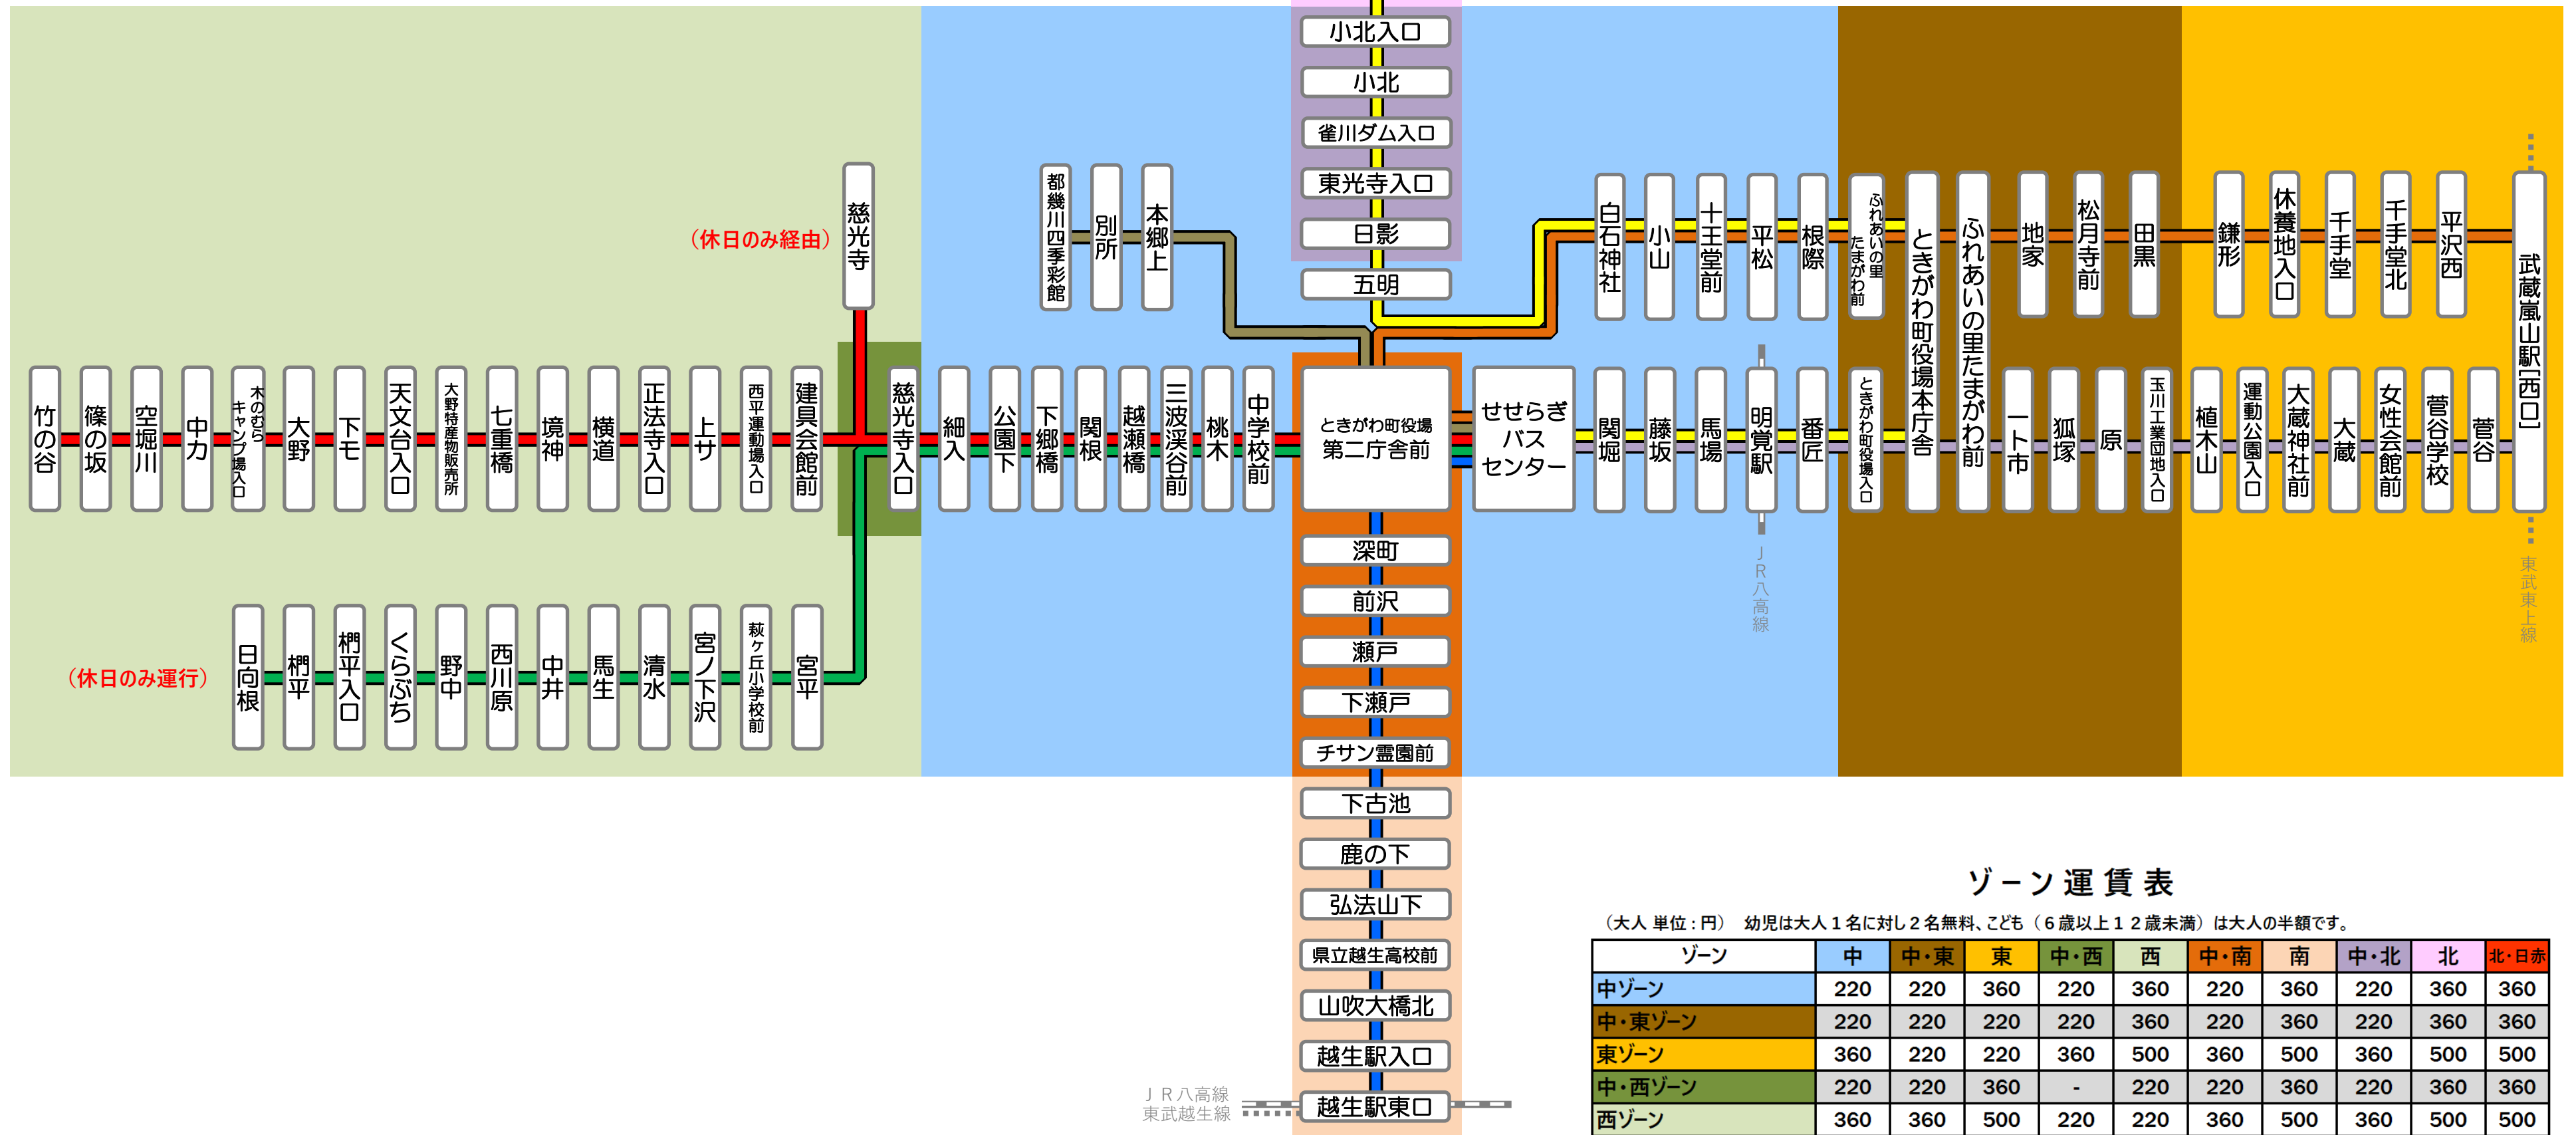 小北入口
小北
雀川ダム入口
東光寺入口
日影
五明
(休日のみ経由)
慈光寺
都幾川四季彩館
別所
本郷上
白石神社
小山
十王堂前
平松
根際
ふれあいの里
たまがわ前
ときがわ町役場本庁舎
ふれあいの里たまがわ前
地家
松月寺前
田黒
鎌形
休養地入口
千手堂
千手堂北
平沢西
武蔵嵐山駅[西口]
竹の谷
篠の坂
空堀川
中力
木のむら
キャンプ場入口
大野
下モ
天文台入口
大野特産物販売所
七重橋
境神
横道
正法寺入口
上サ
西平運動場入口
建具会館前
慈光寺入口
細入
公園下
下郷橋
関根
越瀬橋
三波渓谷前
桃木
中学校前
ときがわ町役場
第二庁舎前
せせらぎ
バス
センター
関堀
藤坂
馬場
明覚駅
番匠
ときがわ町役場入口
一ト市
狐塚
原
玉川工業団地入口
植木山
運動公園入口
大蔵神社前
大蔵
女性会館前
菅谷学校
菅谷
JR八高線
東武東上線
(休日のみ運行)
日向根
椚平
椚平入口
くらぶち
野中
西川原
中井
馬生
清水
宮ノ下沢
萩ヶ丘小学校前
宮平
深町
前沢
瀬戸
下瀬戸
チサン霊園前
下古池
鹿の下
弘法山下
県立越生高校前
山吹大橋北
越生駅入口
越生駅東口
JR八高線
東武越生線
ゾーン運賃表
(大人 単位:円) 幼児は大人1名に対し2名無料、こども(6歳以上12歳未満)は大人の半額です。
ゾーン 中 中・東 東 中・西 西 中・南 南 中・北 北 北・日赤
中ゾーン 220 220 360 220 360 220 360 220 360 360
中・東ゾーン 220 220 220 220 360 220 360 220 360 360
東ゾーン 360 220 220 360 500 360 500 360 500 500
中・西ゾーン 220 220 360 - 220 220 360 220 360 360
西ゾーン 360 360 500 220 220 360 500 360 500 500